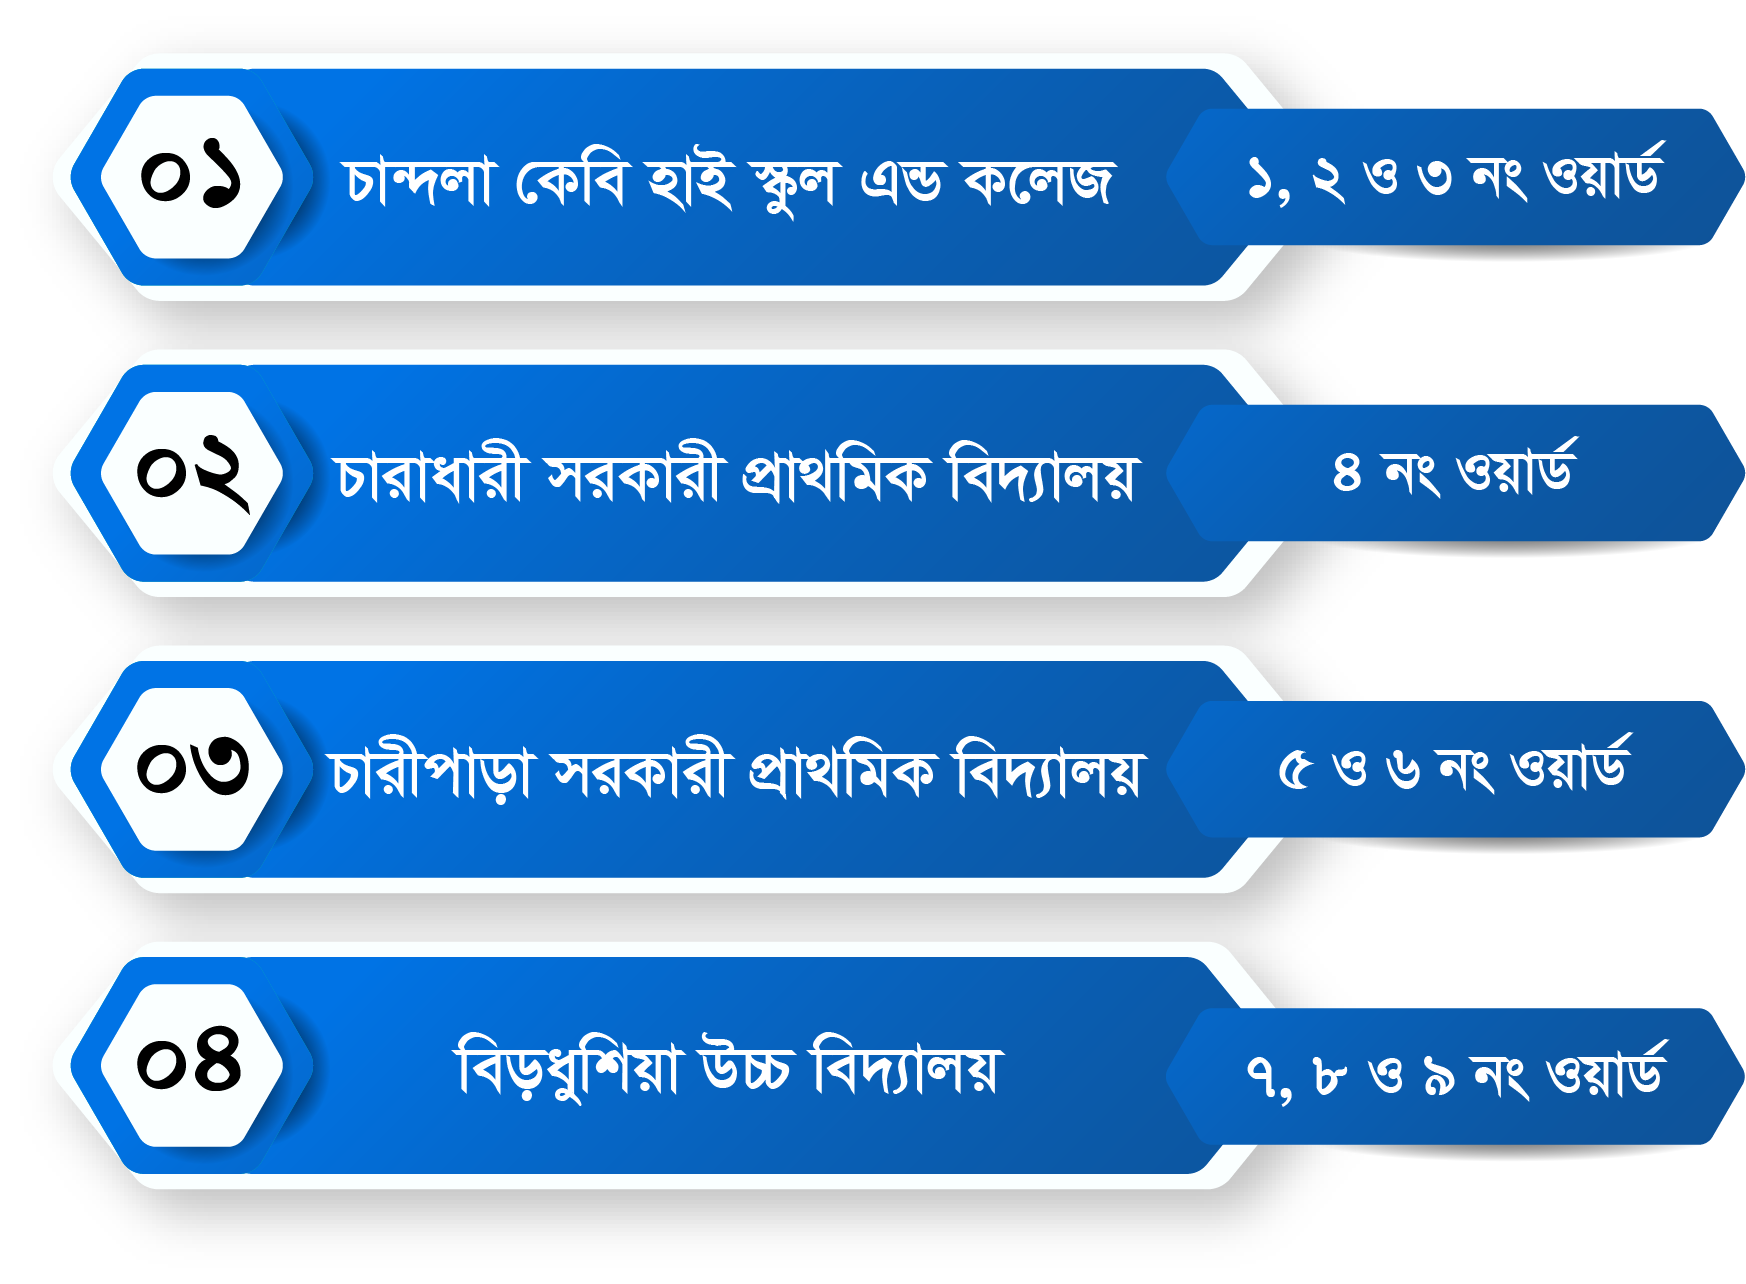 ০১ চান্দলা কেবি হাই স্কুল এন্ড কলেজ ১, ২ ও ৩ নং ওয়ার্ড
০২ চারাধারী সরকারী প্রাথমিক বিদ্যালয় ৪ নং ওয়ার্ড
০৩ চারীপাড়া সরকারী প্রাথমিক বিদ্যালয় ৫ ও ৬ নং ওয়ার্ড
০৪ বিড়ধুশিয়া উচ্চ বিদ্যালয় ৭, ৮ ও ৯ নং ওয়ার্ড